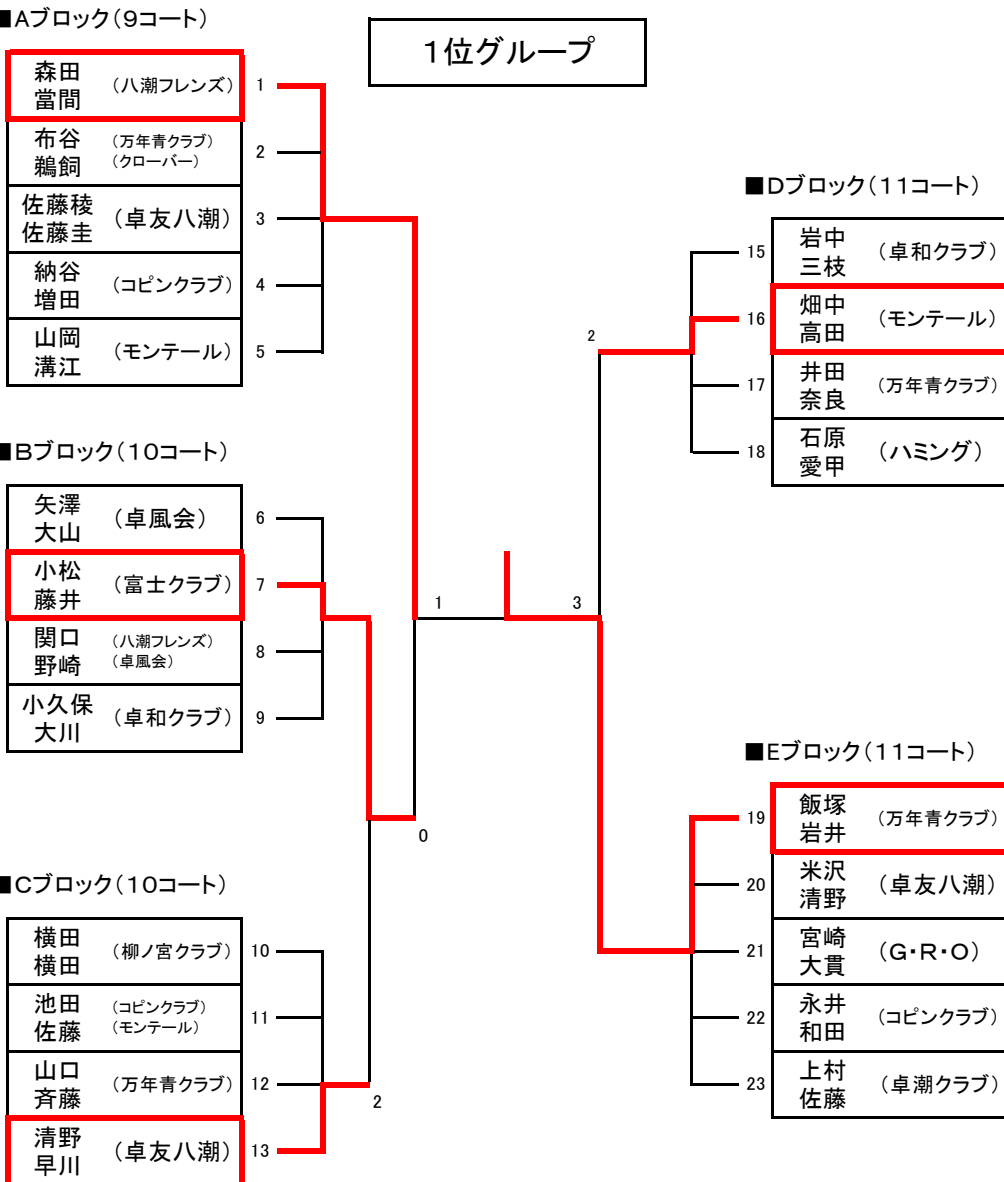 ■Aブロック(9コート)
1位グループ
森田 當間 (八潮フレンズ) 1
布谷 鵜飼 (万年青クラブ) (クローバー) 2
佐藤稜 佐藤圭 (卓友八潮) 3
納谷 増田 (コピンクラブ) 4
山岡 溝江 (モンテール) 5
■Bブロック(10コート)
矢澤 大山 (卓風会) 6
小松 藤井 (富士クラブ) 7
関口 野崎 (八潮フレンズ) (卓風会) 8
小久保 大川 (卓和クラブ) 9
■Cブロック(10コート)
横田 横田 (柳ノ宮クラブ) 10
池田 佐藤 (コピンクラブ) (モンテール) 11
山口 斉藤 (万年青クラブ) 12
清野 早川 (卓友八潮) 13
1
0
2
2
3
■Dブロック(11コート)
15 岩中 三枝 (卓和クラブ)
16 畑中 高田 (モンテール)
17 井田 奈良 (万年青クラブ)
18 石原 愛甲 (ハミング)
■Eブロック(11コート)
19 飯塚 岩井 (万年青クラブ)
20 米沢 清野 (卓友八潮)
21 宮崎 大貫 (G・R・O)
22 永井 和田 (コピンクラブ)
23 上村 佐藤 (卓潮クラブ)